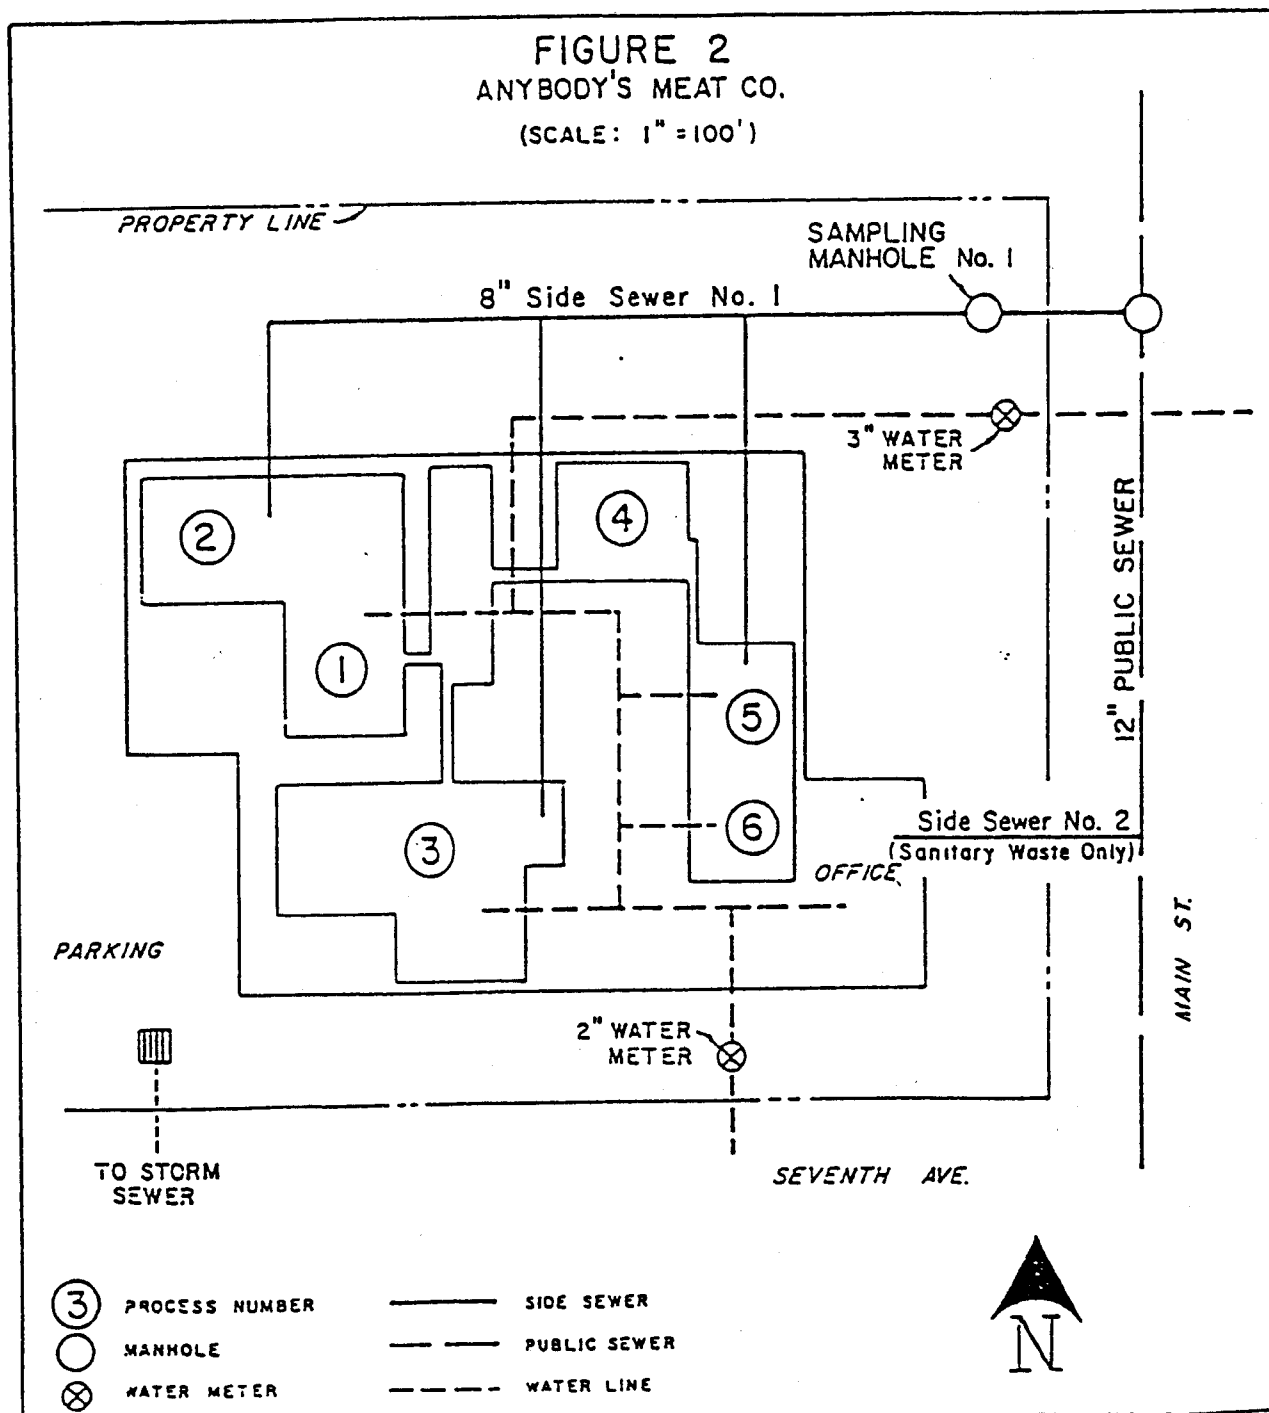 FIGURE 2
ANYBODY'S MEAT CO.
(SCALE: 1" = 100')
PROPERTY LINE
SAMPLING
MANHOLE No. 1
8" Side Sewer No. 1
3" WATER
METER
12" PUBLIC SEWER
2
4
1
5
6
3
Side Sewer No. 2
(Sanitary Waste Only)
OFFICE
PARKING
MAIN ST.
2" WATER
METER
TO STORM
SEWER
SEVENTH AVE.
3 PROCESS NUMBER
SIDE SEWER
MANHOLE
PUBLIC SEWER
WATER METER
WATER LINE
N